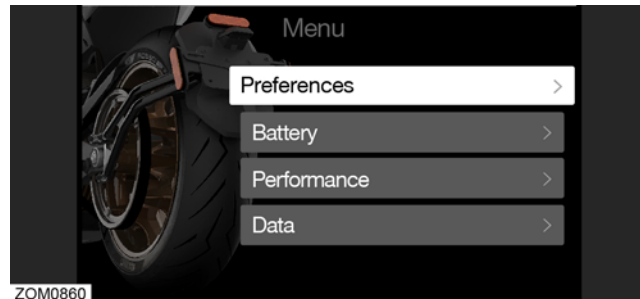 Menu
Preferences
Battery
Performance
Data
ZOM0860